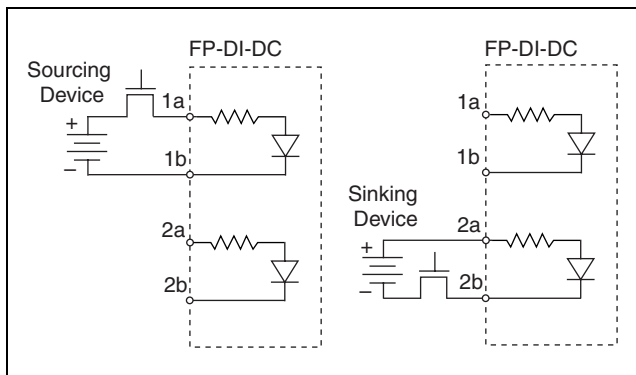 FP-DI-DC
Sourcing
Device
1a
+
–
1b
2a
2b
FP-DI-DC
1a
1b
Sinking
Device
2a
+
–
2b